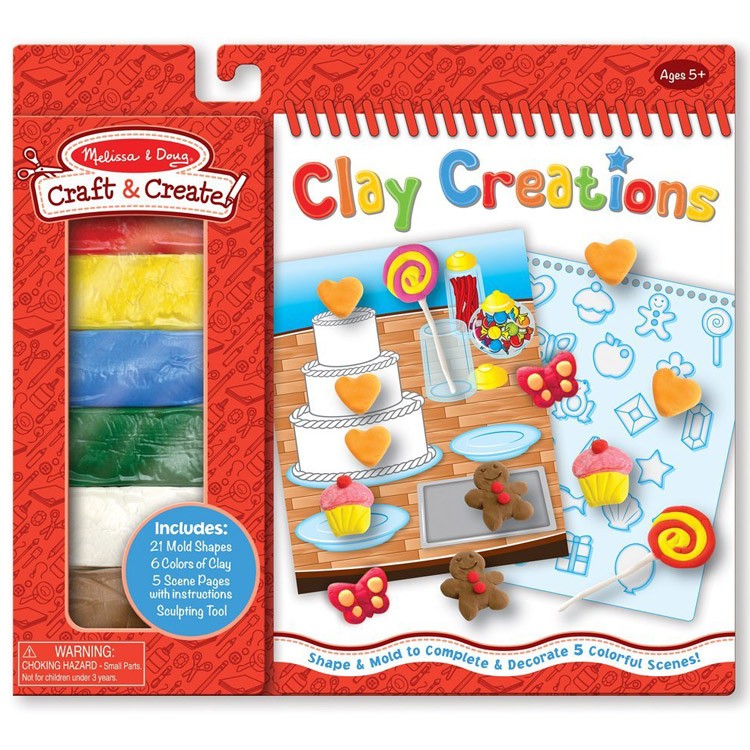 Ages 5+
Melissa & Doug
Craft & Create!
Clay Creations
Includes:
21 Mold Shapes
6 Colors of Clay
5 Scene Pages
with instructions
Sculpting Tool
WARNING:
CHOKING HAZARD - Small Parts.
Not for children under 3 years.
Shape & Mold to Complete & Decorate 5 Colorful Scenes!